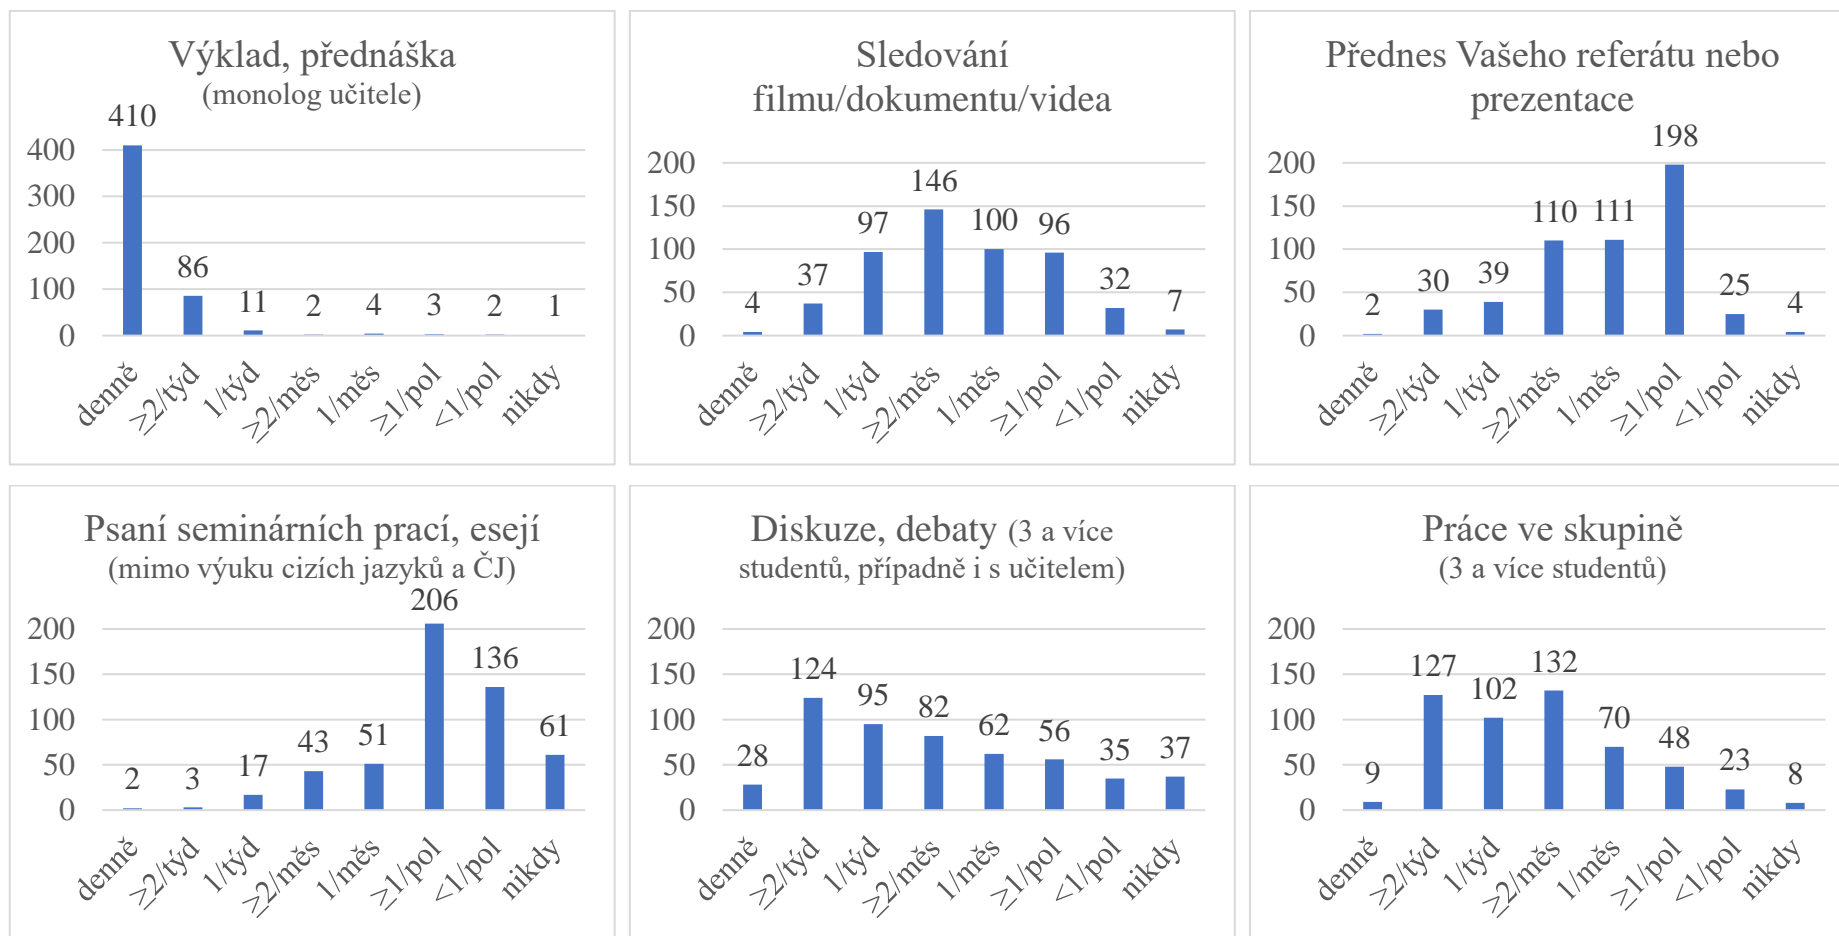 Výklad, přednáška
(monolog učitele)
410
400
300
200
86
100
11
2
4
3
2
1
0
denně
≥2/týd
1/týd
≥2/měs
1/měs
≥1/pol
<1/pol
nikdy
Sledování
filmu/dokumentu/videa
200
146
150
97
100
96
100
37
50
32
4
7
0
denně
≥2/týd
1/týd
≥2/měs
1/měs
≥1/pol
<1/pol
nikdy
Přednes Vašeho referátu nebo
prezentace
198
200
150
110
111
100
30
39
50
25
2
4
0
denně
≥2/týd
1/týd
≥2/měs
1/měs
≥1/pol
<1/pol
nikdy
Psaní seminárních prací, esejí
(mimo výuku cizích jazyků a ČJ)
206
200
150
136
100
43
51
61
50
2
3
17
0
denně
≥2/týd
1/týd
≥2/měs
1/měs
≥1/pol
<1/pol
nikdy
Diskuze, debaty (3 a více
studentů, případně i s učitelem)
200
150
124
95
82
100
62
56
50
28
35
37
0
denně
≥2/týd
1/týd
≥2/měs
1/měs
≥1/pol
<1/pol
nikdy
Práce ve skupině
(3 a více studentů)
200
150
127
102
132
100
70
48
50
9
23
8
0
denně
≥2/týd
1/týd
≥2/měs
1/měs
≥1/pol
<1/pol
nikdy